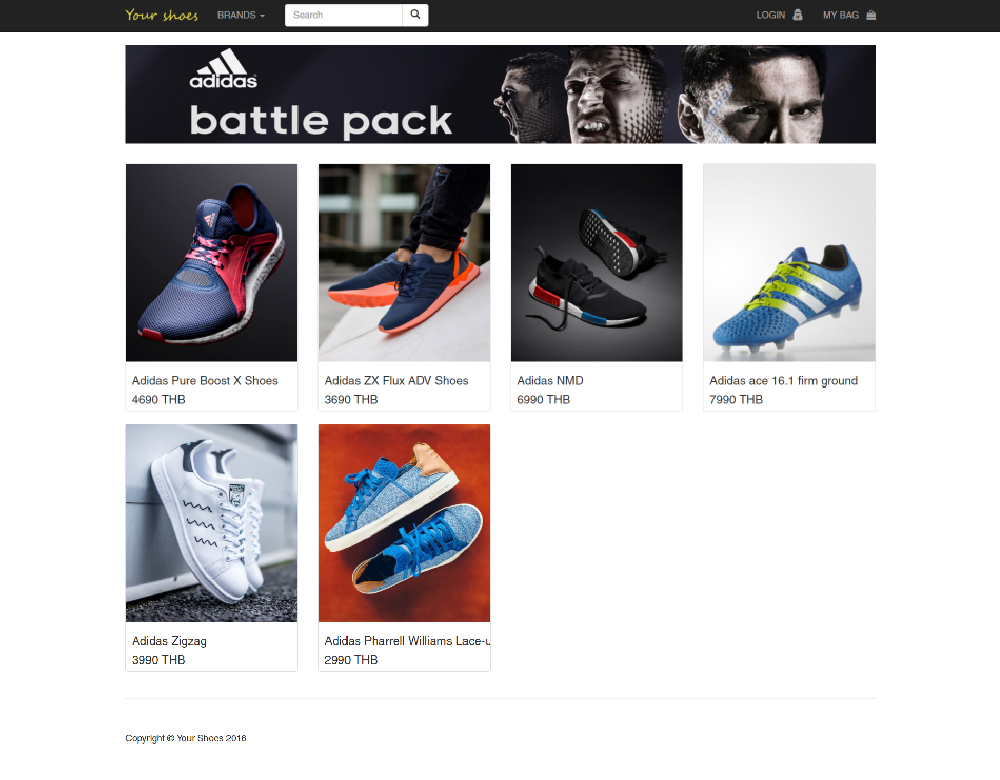 Your shoes
BRANDS
Search
LOGIN
MY BAG
adidas
battle pack
Adidas Pure Boost X Shoes
4690 THB
Adidas ZX Flux ADV Shoes
3690 THB
Adidas NMD
6990 THB
Adidas ace 16.1 firm ground
7990 THB
Adidas Zigzag
3990 THB
Adidas Pharrell Williams Lace-u
2990 THB
Copyright © Your Shoes 2016